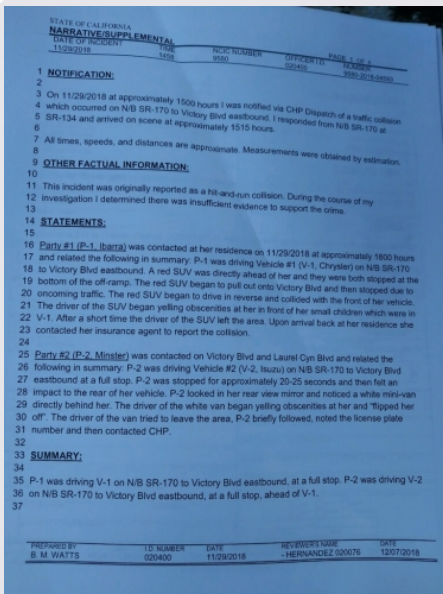 STATE OF CALIFORNIA
NARRATIVE/SUPPLEMENTAL
DATE OF INCIDENT TIME NCIC NUMBER OFFICER I.D. NUMBER PAGE
11/29/2018 1458 9580 020400
1 NOTIFICATION:
2
3 On 11/29/2018 at approximately 1500 hours I was notified via CHP Dispatch of a traffic collision
4 which occurred on N/B SR-170 to Victory Blvd eastbound. I responded from N/B SR-170 at
5 SR-134 and arrived on scene at approximately 1515 hours.
6
7 All times, speeds, and distances are approximate. Measurements were obtained by estimation.
8
9 OTHER FACTUAL INFORMATION:
10
11 This incident was originally reported as a hit-and-run collision. During the course of my
12 investigation I determined there was insufficient evidence to support the crime.
13
14 STATEMENTS:
15
16 Party #1 (P-1, Ibarra) was contacted at her residence on 11/29/2018 at approximately 1800 hours
17 and related the following in summary: P-1 was driving Vehicle #1 (V-1, Chrysler) on N/B SR-170
18 to Victory Blvd eastbound. A red SUV was directly ahead of her and they were both stopped at the
19 bottom of the off-ramp. The red SUV began to pull out onto Victory Blvd and then stopped due to
20 oncoming traffic. The red SUV began to drive in reverse and collided with the front of her vehicle.
21 The driver of the SUV began yelling obscenities at her in front of her small children which were in
22 V-1. After a short time the driver of the SUV left the area. Upon arrival back at her residence she
23 contacted her insurance agent to report the collision.
24
25 Party #2 (P-2, Minster) was contacted on Victory Blvd and Laurel Cyn Blvd and related the
26 following in summary: P-2 was driving Vehicle #2 (V-2, Isuzu) on N/B SR-170 to Victory Blvd
27 eastbound at a full stop. P-2 was stopped for approximately 20-25 seconds and then felt an
28 impact to the rear of her vehicle. P-2 looked in her rear view mirror and noticed a white mini-van
29 directly behind her. The driver of the white van began yelling obscenities at her and "flipped her
30 off". The driver of the van tried to leave the area, P-2 briefly followed, noted the license plate
31 number and then contacted CHP.
32
33 SUMMARY:
34
35 P-1 was driving V-1 on N/B SR-170 to Victory Blvd eastbound, at a full stop. P-2 was driving V-2
36 on N/B SR-170 to Victory Blvd eastbound, at a full stop, ahead of V-1.
37
PREPARED BY I.D. NUMBER DATE REVIEWER'S NAME DATE
B. M. WATTS 020400 11/29/2018 - HERNANDEZ 020076 12/07/2018